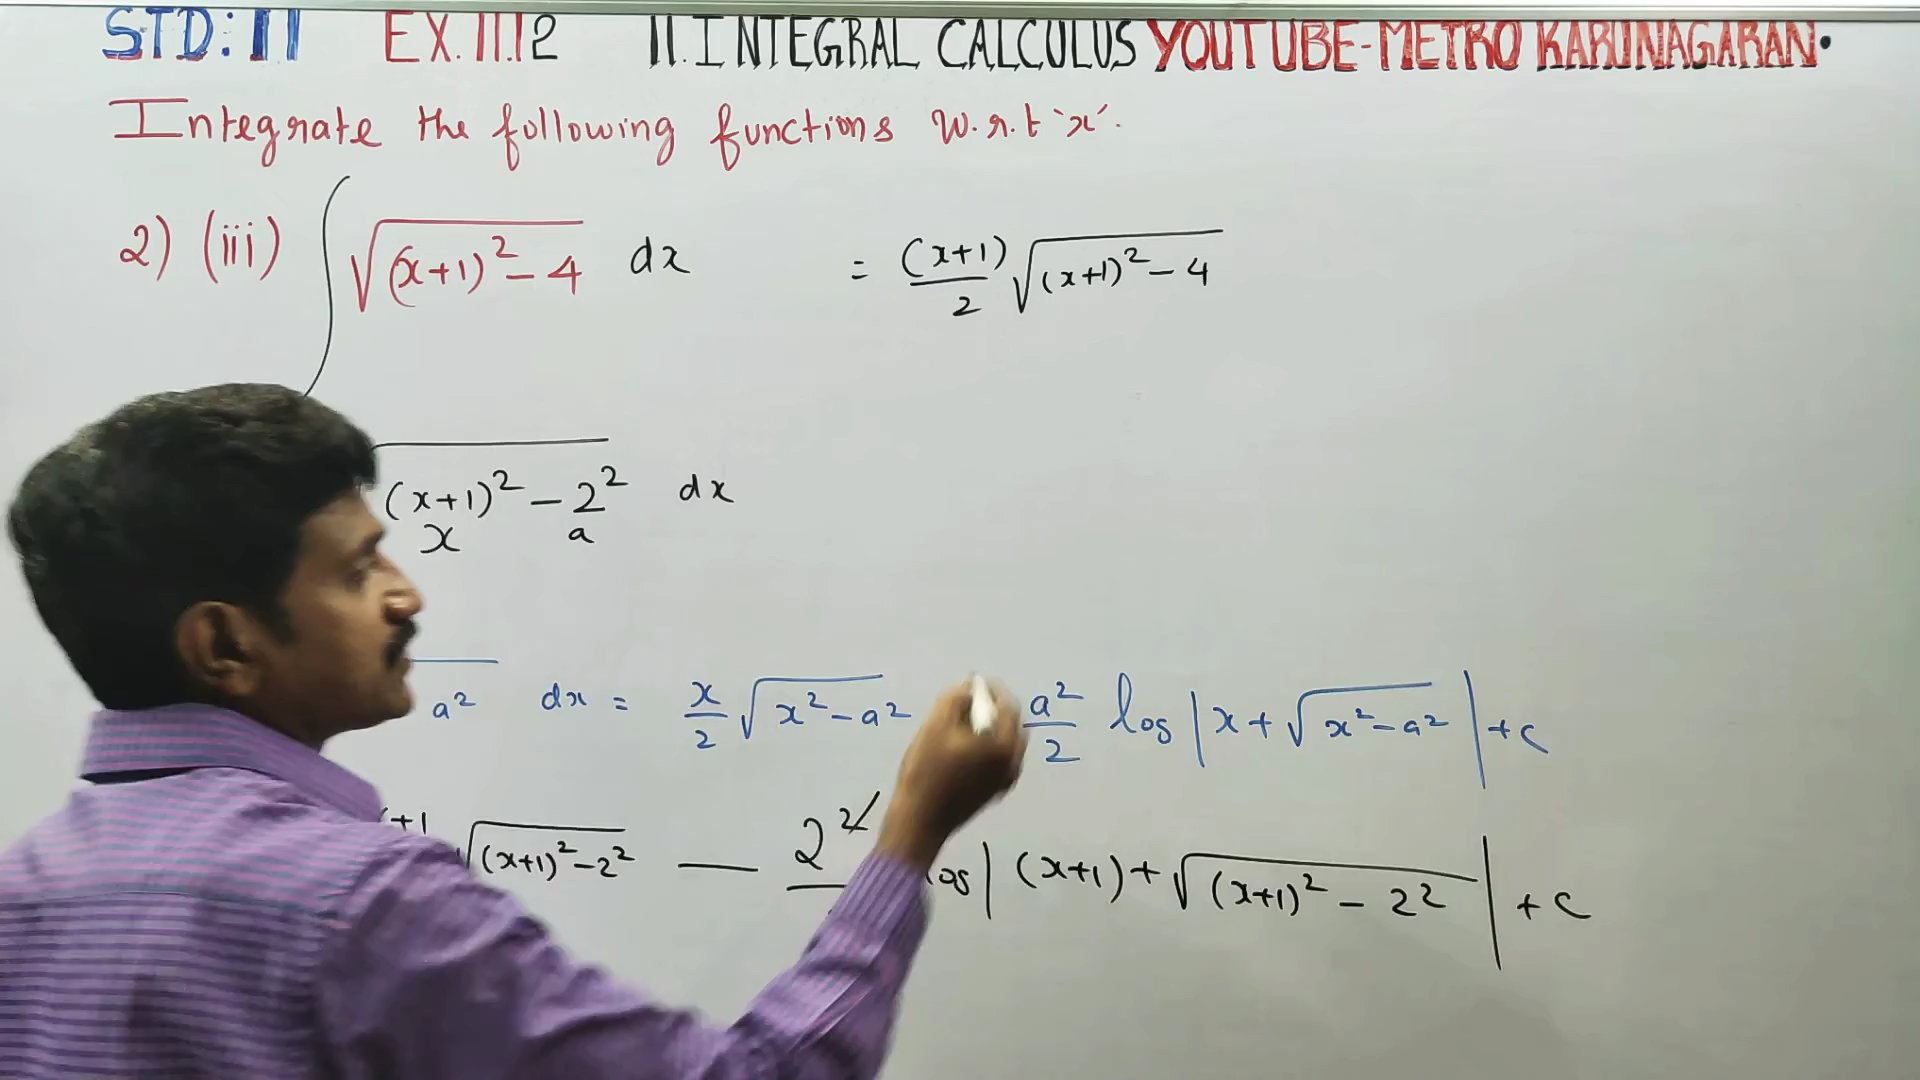 STD: 11 EX.11.12 11. INTEGRAL CALCULUS YOUTUBE-METRO KARUNAGARAN.
Integrate the following functions w.r.t 'x'.
2) (iii) ∫ √((x+1)² - 4) dx = (x+1)/2 √((x+1)² - 4)
(x+1)² - 2² dx
x a
a² dx = x/2 √(x² - a²) a²/2 log |x + √(x² - a²)| + c
+1 √((x+1)² - 2²) — 2² og |(x+1) + √((x+1)² - 2²)| + c